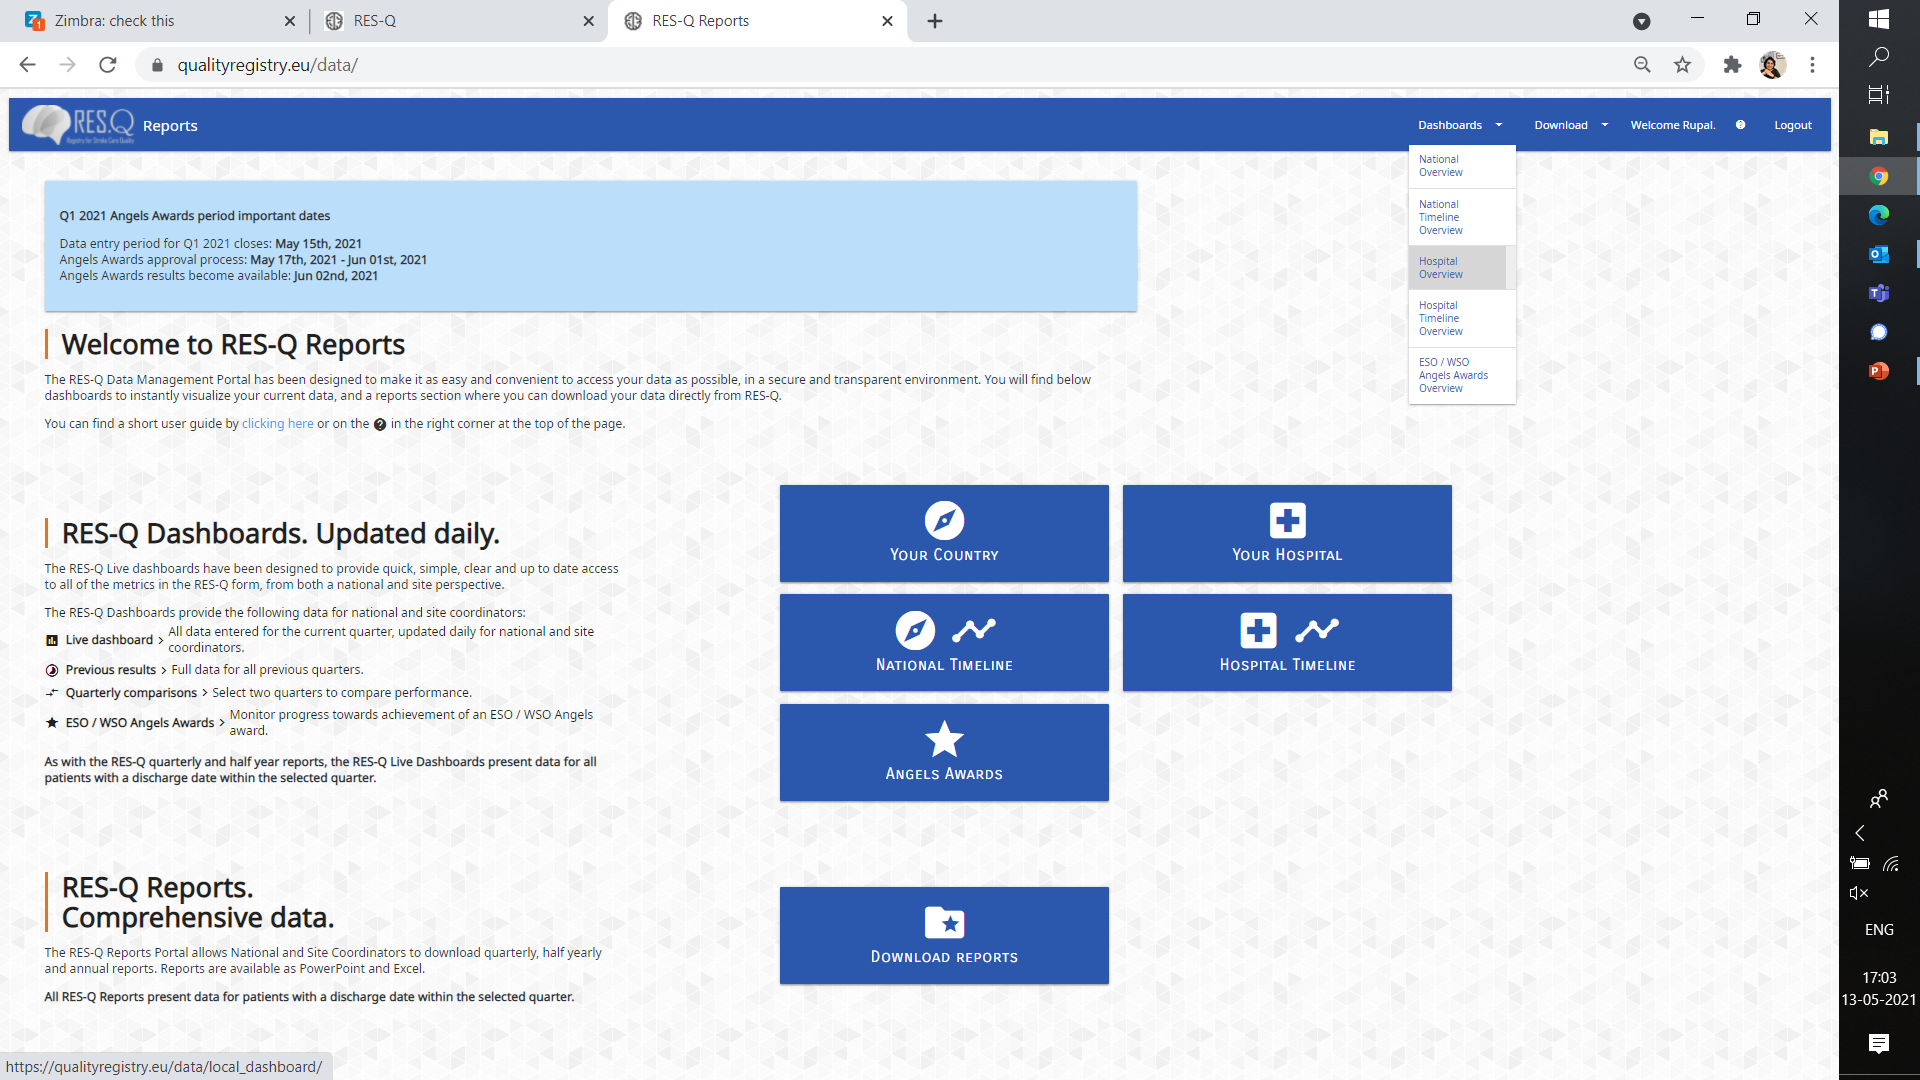 Zimbra: check this
RES-Q
RES-Q Reports
qualityregistry.eu/data/
RES.Q
Registry for Stroke Care Quality
Reports
Dashboards
Download
Welcome Rupal.
Logout
National
Overview
National
Timeline
Overview
Hospital
Overview
Hospital
Timeline
Overview
ESO / WSO
Angels Awards
Overview
Q1 2021 Angels Awards period important dates
Data entry period for Q1 2021 closes: May 15th, 2021
Angels Awards approval process: May 17th, 2021 - Jun 01st, 2021
Angels Awards results become available: Jun 02nd, 2021
Welcome to RES-Q Reports
The RES-Q Data Management Portal has been designed to make it as easy and convenient to access your data as possible, in a secure and transparent environment. You will find below
dashboards to instantly visualize your current data, and a reports section where you can download your data directly from RES-Q.
You can find a short user guide by clicking here or on the ? in the right corner at the top of the page.
RES-Q Dashboards. Updated daily.
The RES-Q Live dashboards have been designed to provide quick, simple, clear and up to date access
to all of the metrics in the RES-Q form, from both a national and site perspective.
The RES-Q Dashboards provide the following data for national and site coordinators:
Live dashboard > All data entered for the current quarter, updated daily for national and site
coordinators.
Previous results > Full data for all previous quarters.
Quarterly comparisons > Select two quarters to compare performance.
ESO / WSO Angels Awards > Monitor progress towards achievement of an ESO / WSO Angels
award.
As with the RES-Q quarterly and half year reports, the RES-Q Live Dashboards present data for all
patients with a discharge date within the selected quarter.
Your Country
Your Hospital
National Timeline
Hospital Timeline
Angels Awards
RES-Q Reports.
Comprehensive data.
The RES-Q Reports Portal allows National and Site Coordinators to download quarterly, half yearly
and annual reports. Reports are available as PowerPoint and Excel.
All RES-Q Reports present data for patients with a discharge date within the selected quarter.
Download reports
https://qualityregistry.eu/data/local_dashboard/
ENG
17:03
13-05-2021